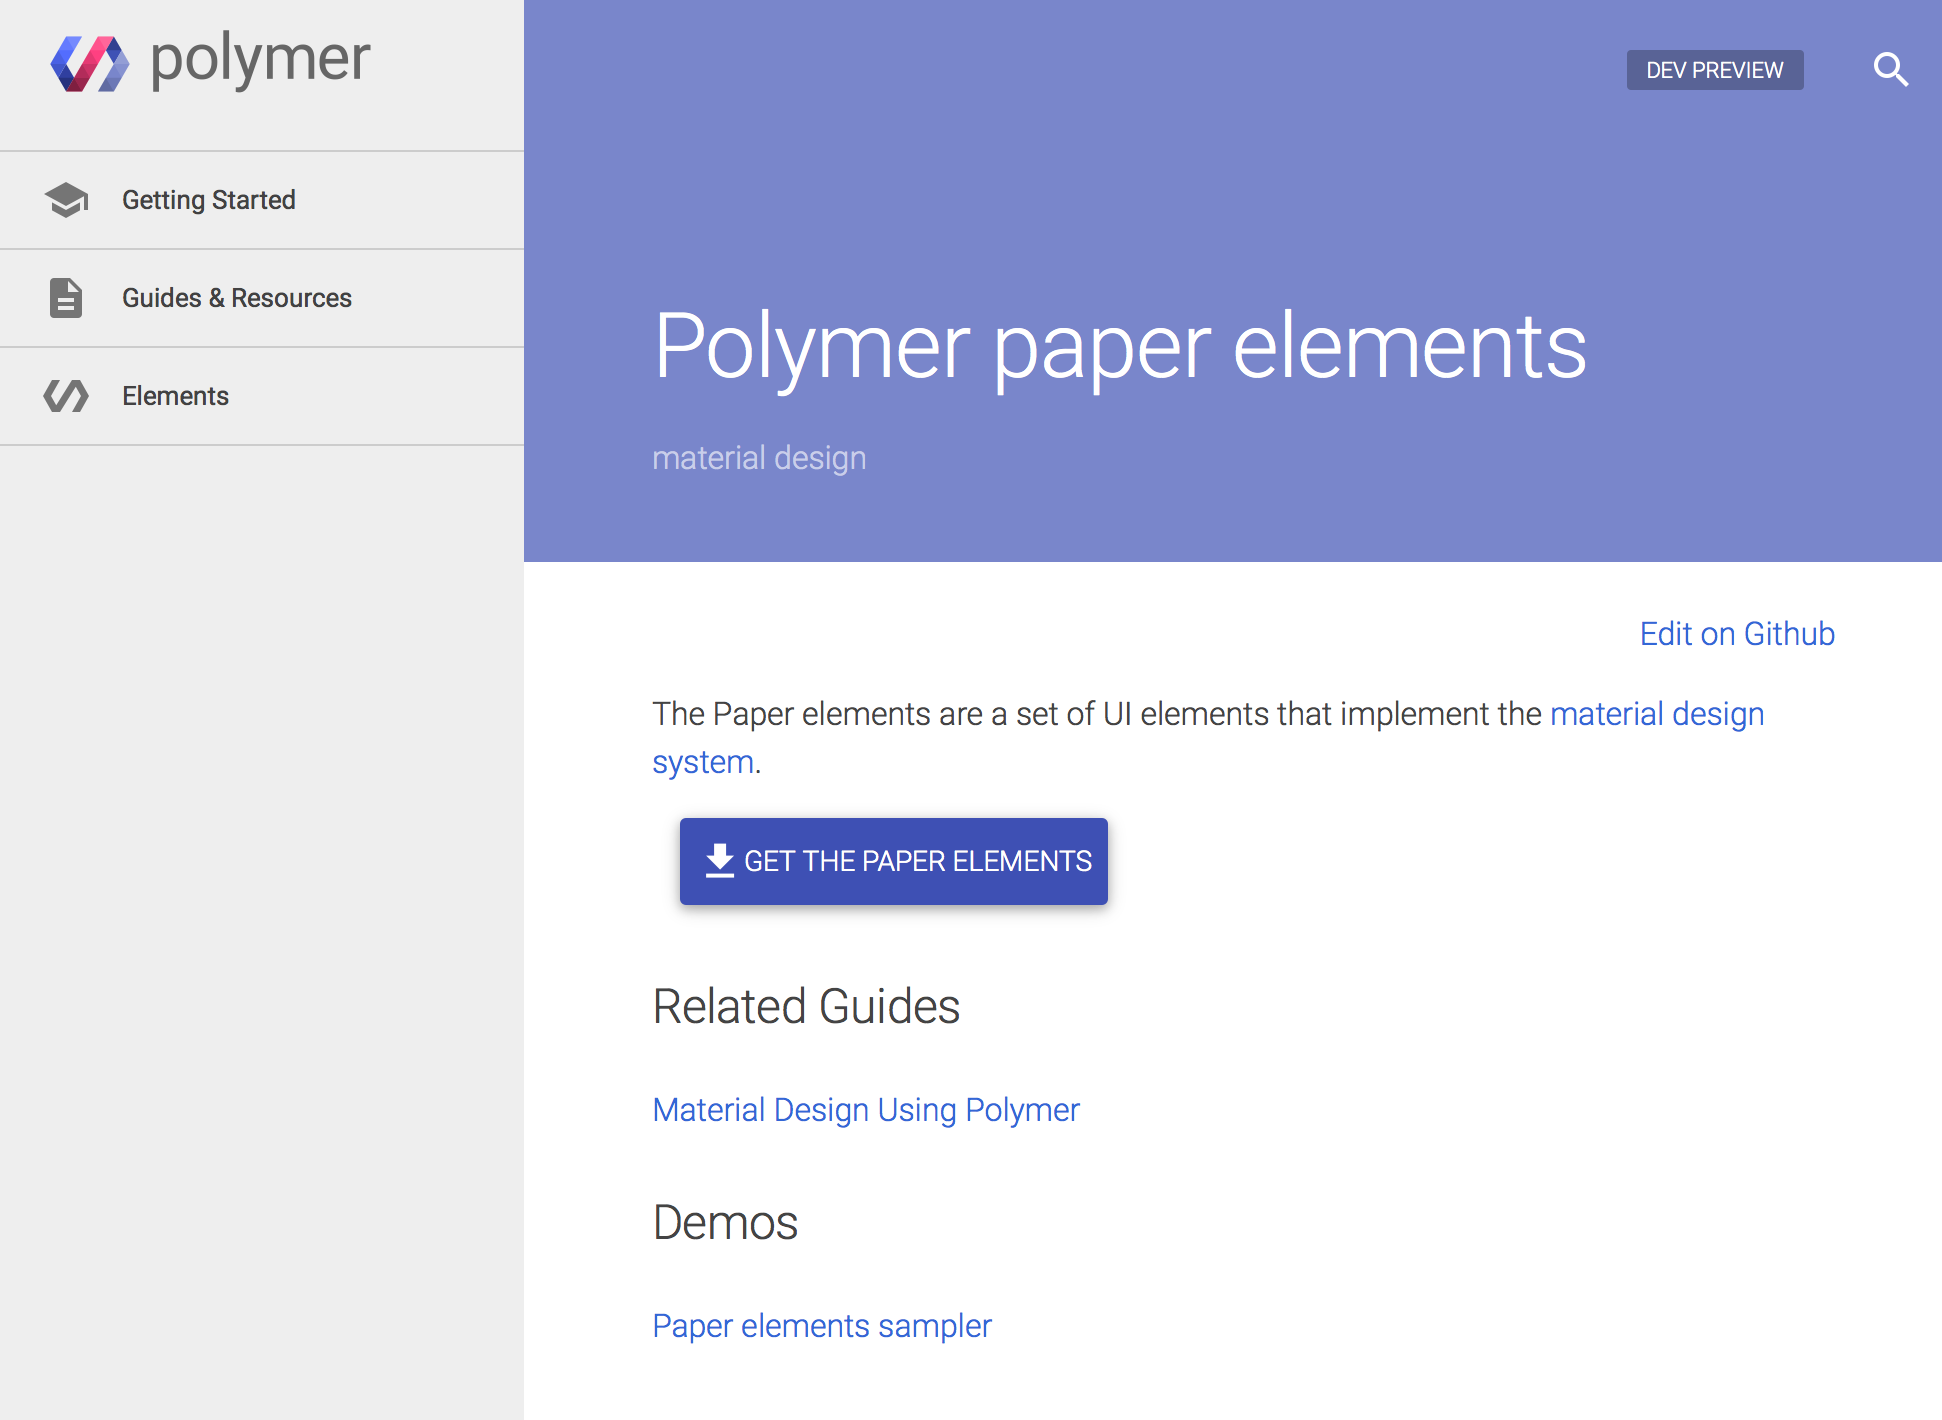 polymer
Getting Started
Guides & Resources
Elements
DEV PREVIEW
Polymer paper elements
material design
Edit on Github
The Paper elements are a set of UI elements that implement the material design
system.
GET THE PAPER ELEMENTS
Related Guides
Material Design Using Polymer
Demos
Paper elements sampler